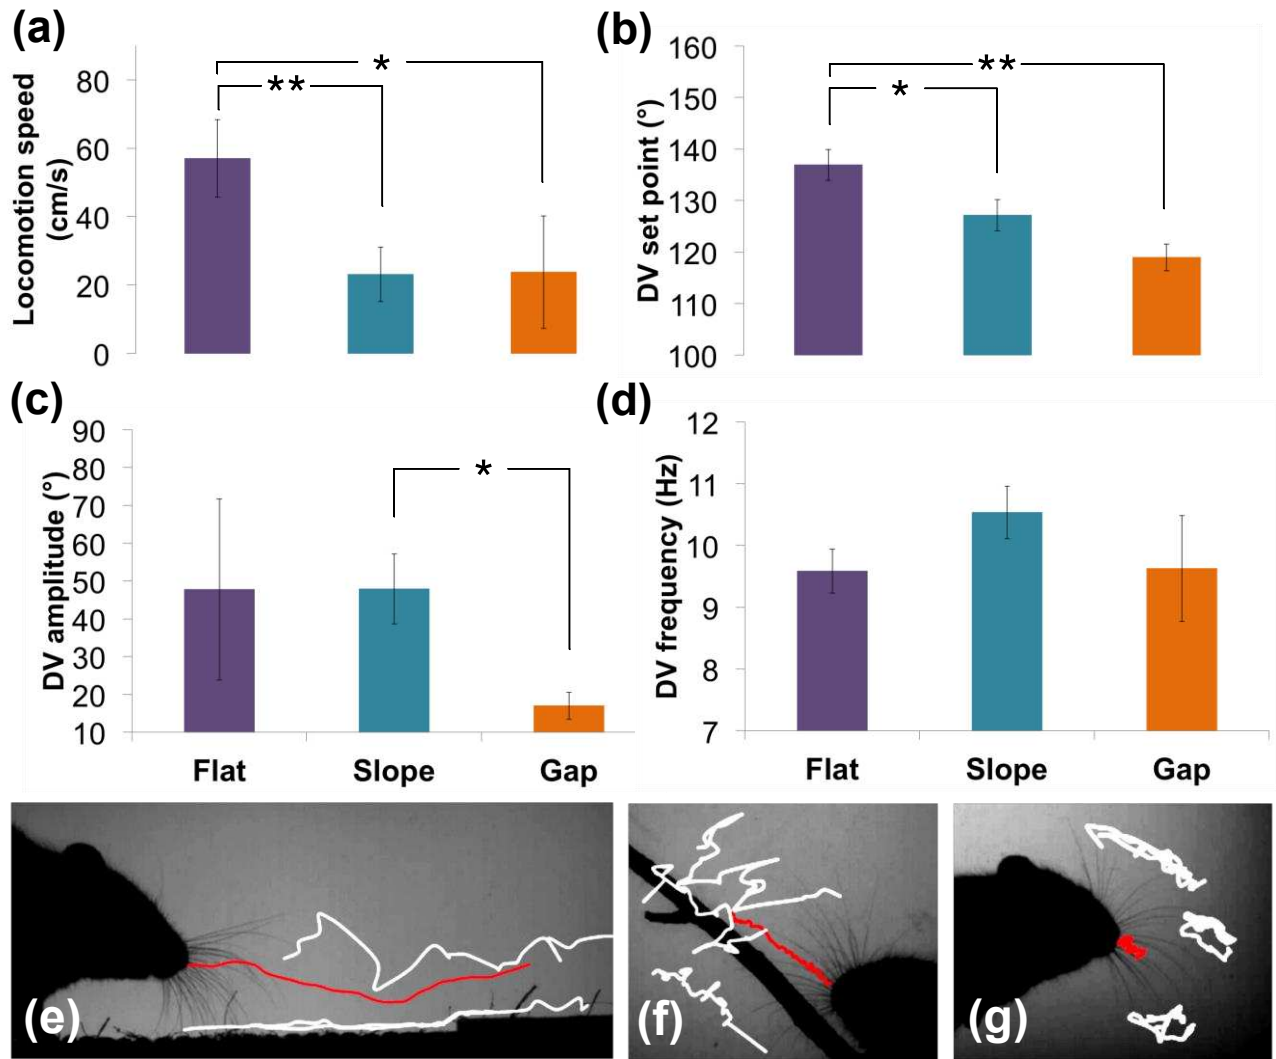 (a)
Locomotion speed
(cm/s)
80
60
40
20
0
*
**
(b)
DV set point (°)
160
150
140
130
120
110
100
**
*
(c)
DV amplitude (°)
90
80
70
60
50
40
30
20
10
*
Flat Slope Gap
(d)
DV frequency (Hz)
12
11
10
9
8
7
Flat Slope Gap
(e)
(f)
(g)